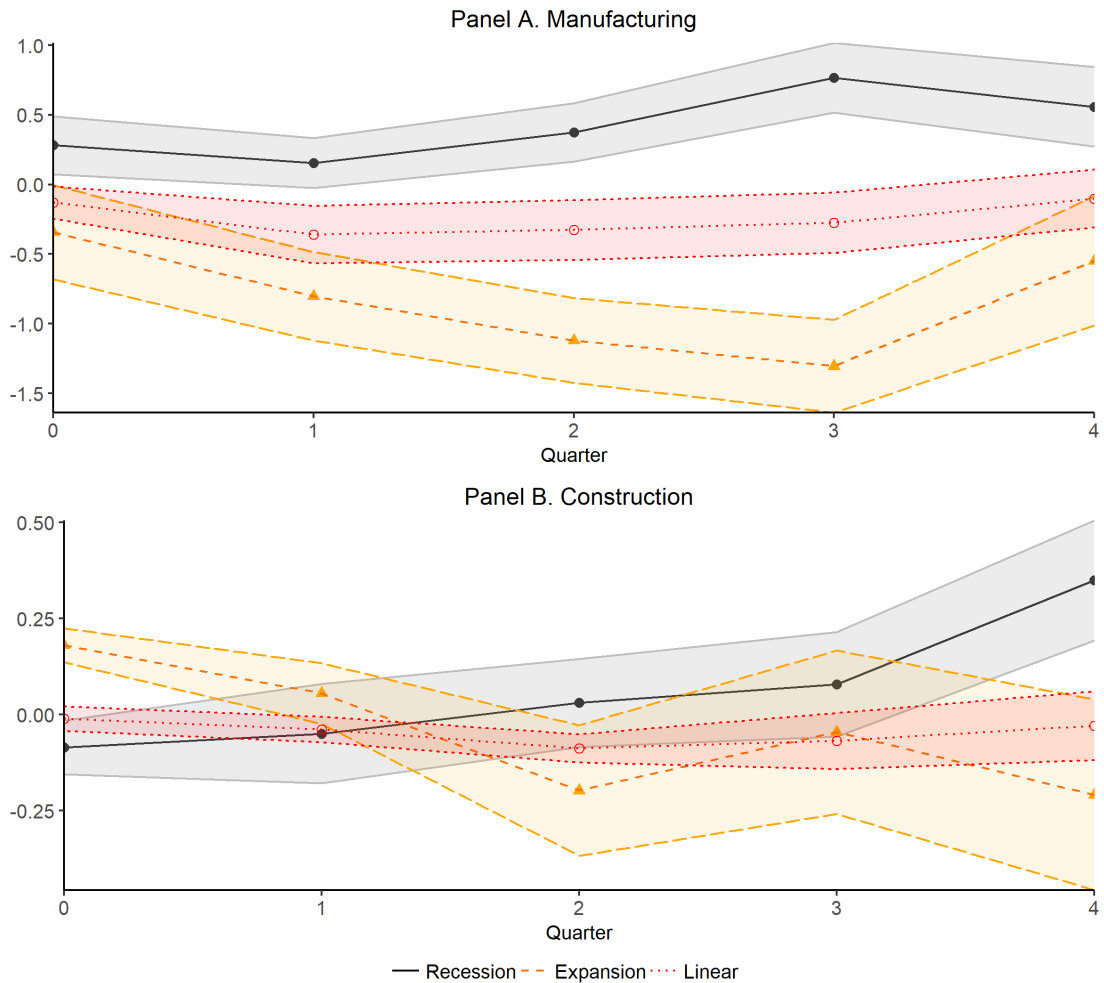 Panel A. Manufacturing
1.0
0.5
0.0
-0.5
-1.0
-1.5
0 1 2 3 4
Quarter
Panel B. Construction
0.50
0.25
0.00
-0.25
0 1 2 3 4
Quarter
Recession Expansion Linear